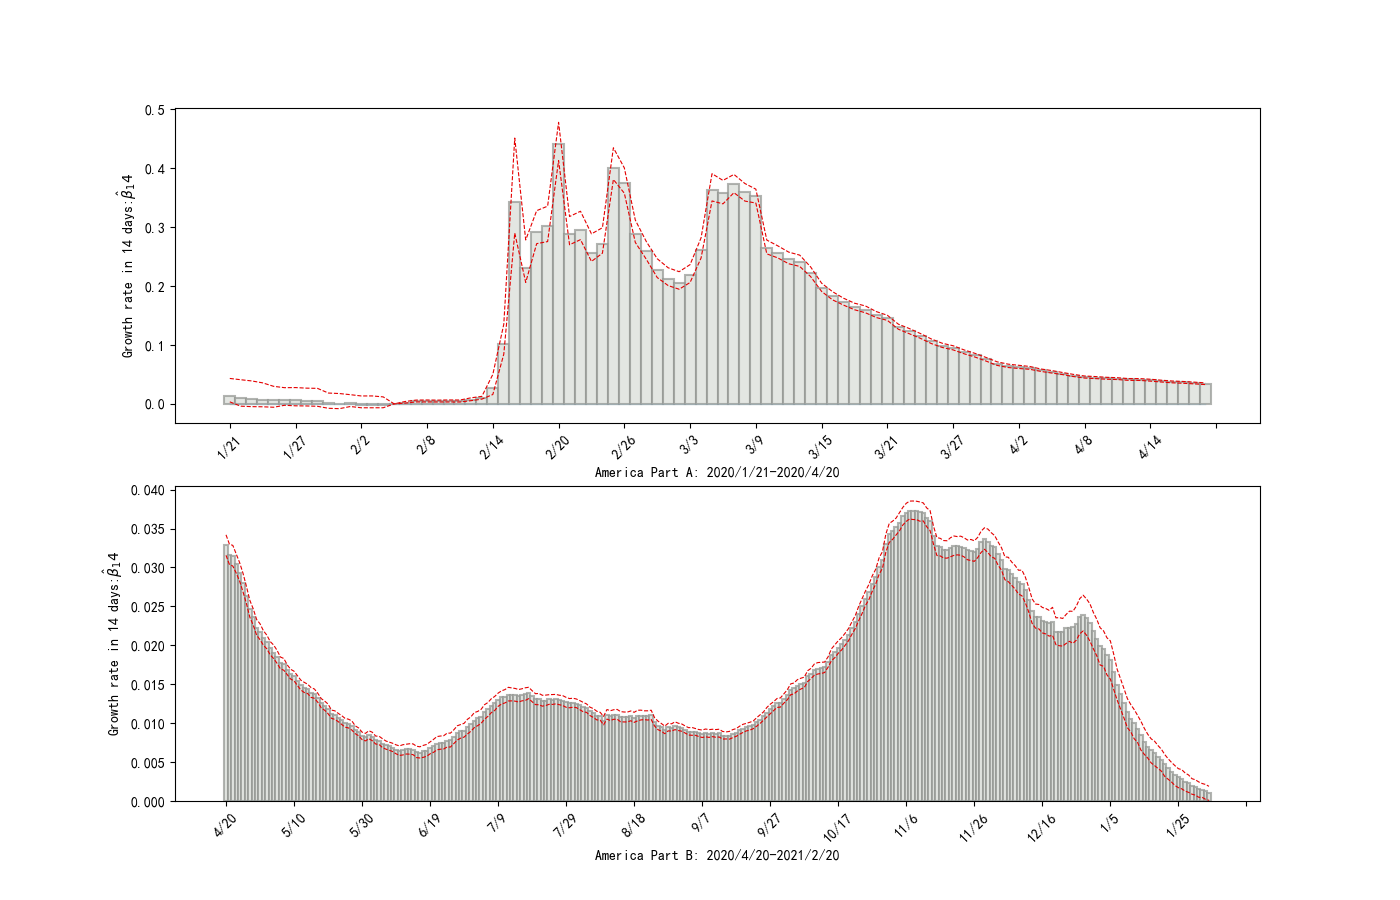 0.5
0.4
0.3
0.2
0.1
0.0
Growth rate in 14 days: β̂₁4
1/21 1/27 2/2 2/8 2/14 2/20 2/26 3/3 3/9 3/15 3/21 3/27 4/2 4/8 4/14
America Part A: 2020/1/21-2020/4/20
0.040
0.035
0.030
0.025
0.020
0.015
0.010
0.005
0.000
Growth rate in 14 days: β̂₁4
4/20 5/10 5/30 6/19 7/9 7/29 8/18 9/7 9/27 10/17 11/6 11/26 12/16 1/5 1/25
America Part B: 2020/4/20-2021/2/20